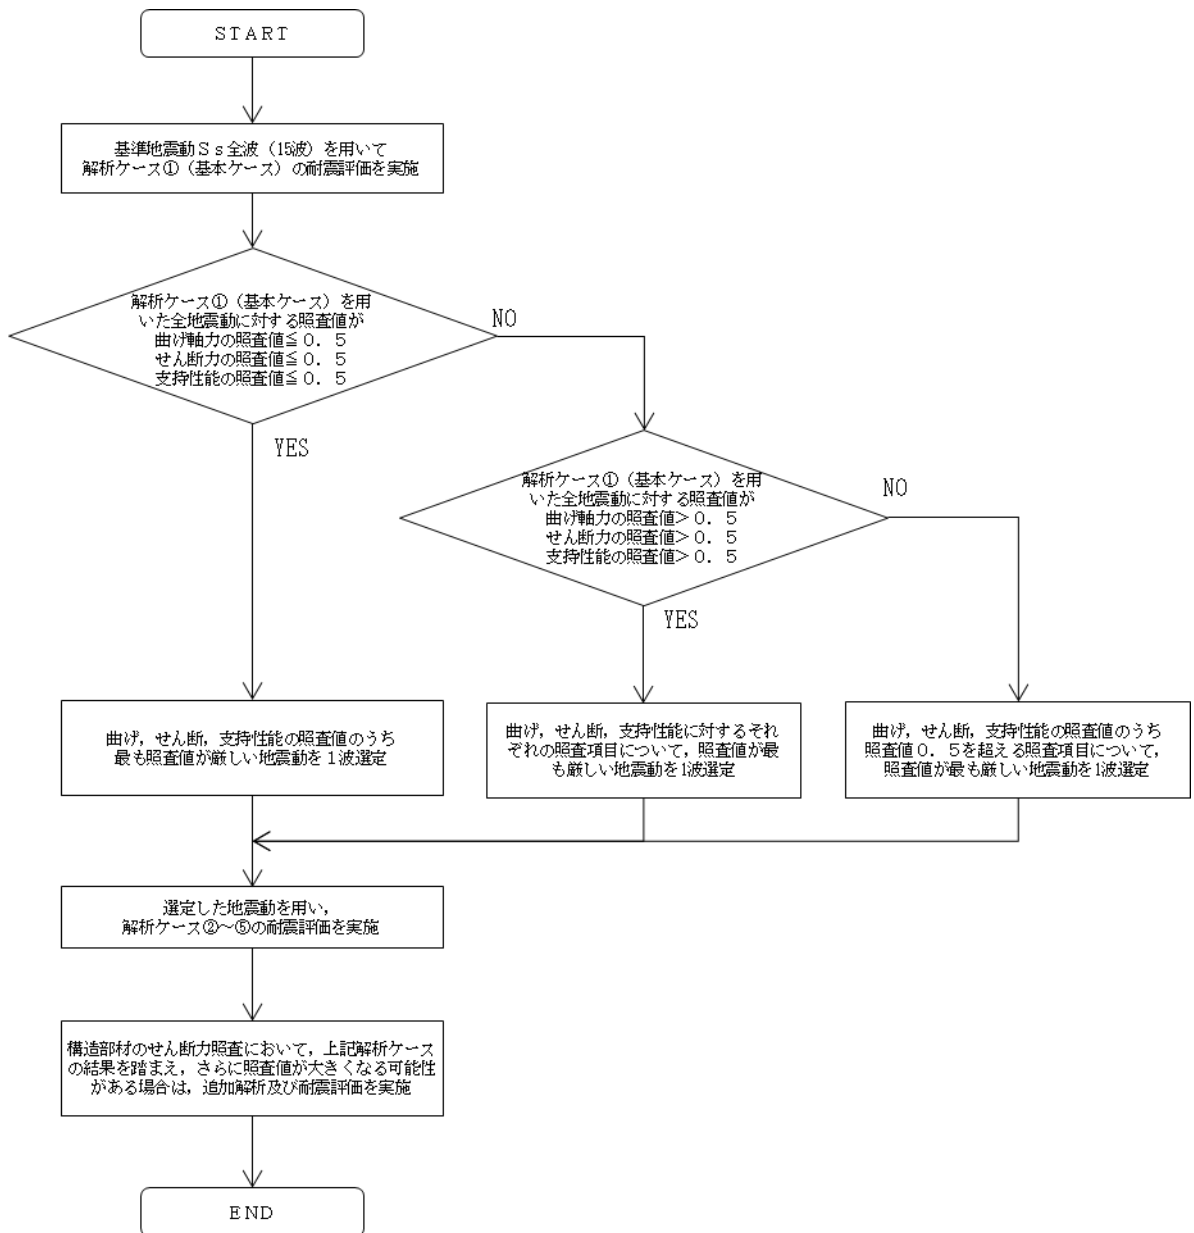 ＳＴＡＲＴ
基準地震動Ｓｓ全波（15波）を用いて
解析ケース①（基本ケース）の耐震評価を実施
解析ケース①（基本ケース）を用
いた全地震動に対する照査値が
曲げ軸力の照査値≦０．５
せん断力の照査値≦０．５
支持性能の照査値≦０．５
NO
YES
解析ケース①（基本ケース）を用
いた全地震動に対する照査値が
曲げ軸力の照査値＞０．５
せん断力の照査値＞０．５
支持性能の照査値＞０．５
NO
YES
曲げ，せん断，支持性能の照査値のうち
最も照査値が厳しい地震動を１波選定
曲げ，せん断，支持性能に対するそれ
ぞれの照査項目について，照査値が最
も厳しい地震動を1波選定
曲げ，せん断，支持性能の照査値のうち
照査値０．５を超える照査項目について，
照査値が最も厳しい地震動を1波選定
選定した地震動を用い，
解析ケース②～⑤の耐震評価を実施
構造部材のせん断力照査において，上記解析ケース
の結果を踏まえ，さらに照査値が大きくなる可能性
がある場合は，追加解析及び耐震評価を実施
ＥＮＤ